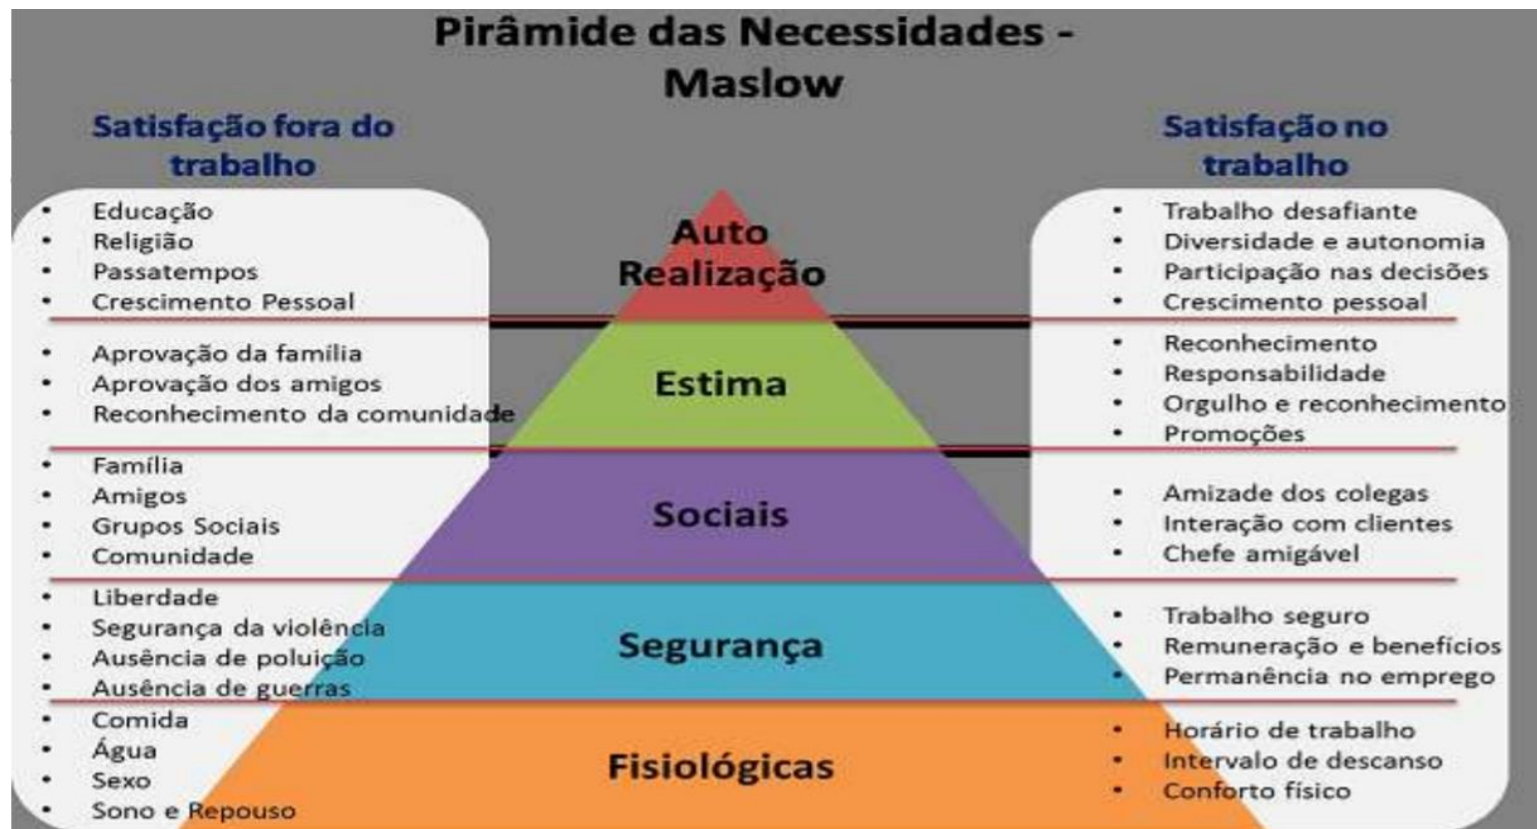 Pirâmide das Necessidades -
Maslow
Satisfação fora do
trabalho
• Educação
• Religião
• Passatempos
• Crescimento Pessoal
• Aprovação da família
• Aprovação dos amigos
• Reconhecimento da comunidade
• Família
• Amigos
• Grupos Sociais
• Comunidade
• Liberdade
• Segurança da violência
• Ausência de poluição
• Ausência de guerras
• Comida
• Água
• Sexo
• Sono e Repouso
Auto
Realização
Estima
Sociais
Segurança
Fisiológicas
Satisfação no
trabalho
• Trabalho desafiante
• Diversidade e autonomia
• Participação nas decisões
• Crescimento pessoal
• Reconhecimento
• Responsabilidade
• Orgulho e reconhecimento
• Promoções
• Amizade dos colegas
• Interação com clientes
• Chefe amigável
• Trabalho seguro
• Remuneração e benefícios
• Permanência no emprego
• Horário de trabalho
• Intervalo de descanso
• Conforto físico